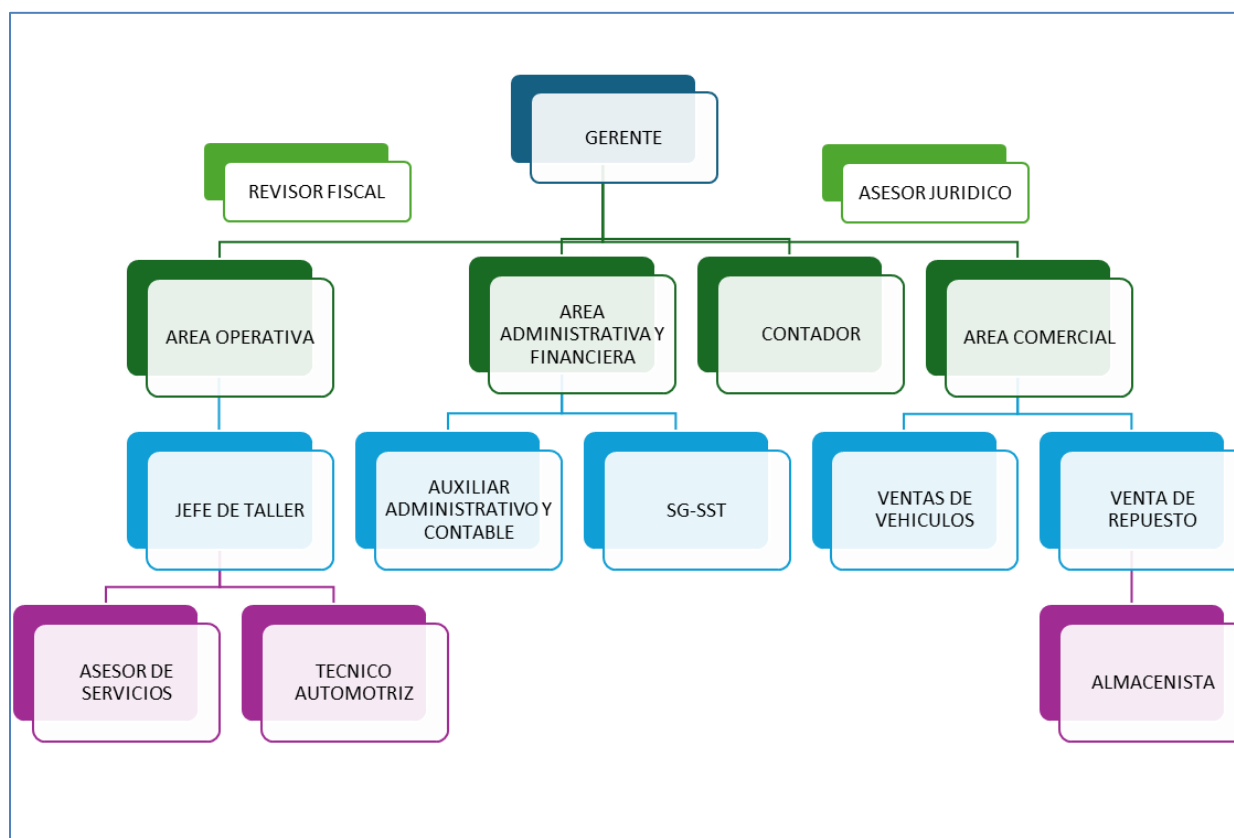 GERENTE
REVISOR FISCAL
ASESOR JURIDICO
AREA OPERATIVA
AREA
ADMINISTRATIVA Y
FINANCIERA
CONTADOR
AREA COMERCIAL
JEFE DE TALLER
AUXILIAR
ADMINISTRATIVO Y
CONTABLE
SG-SST
VENTAS DE
VEHICULOS
VENTA DE
REPUESTO
ASESOR DE
SERVICIOS
TECNICO
AUTOMOTRIZ
ALMACENISTA